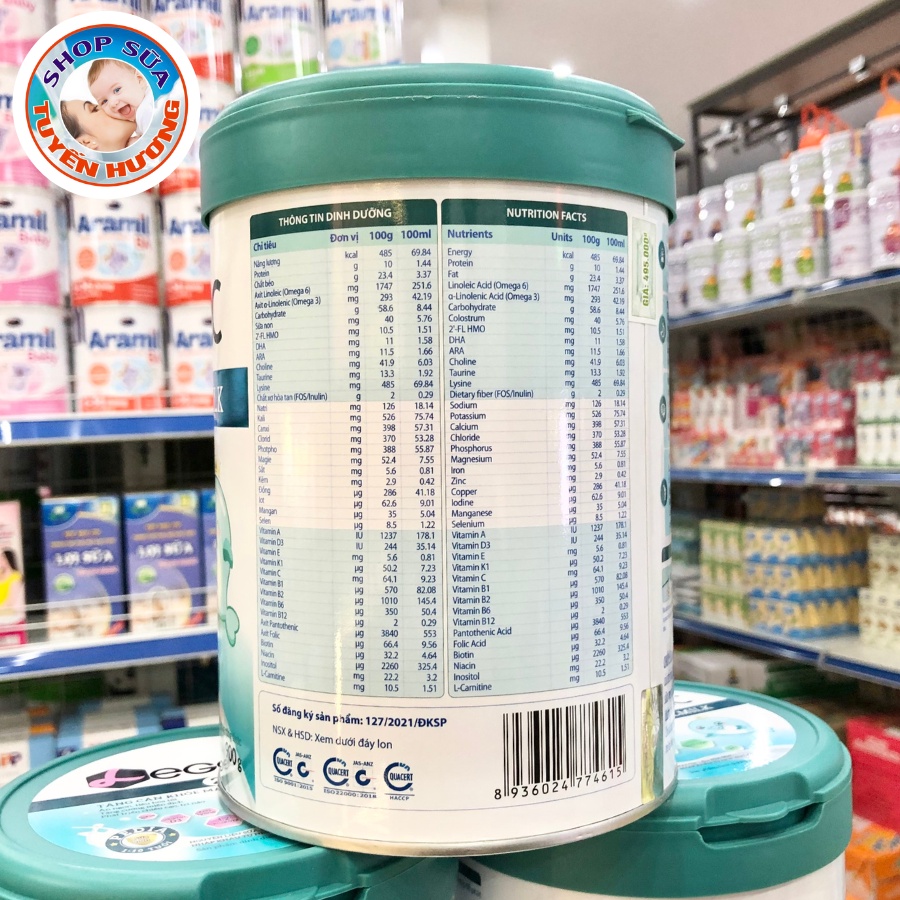 SHOP SỮA
TUYẾN HƯƠNG
Aramil
Aramil
Aramil
Aramil
Aramil
Aramil
THÔNG TIN DINH DƯỠNG
Chỉ tiêu Đơn vị 100g 100ml
Năng lượng kcal 485 69.84
Protein g 10 1.44
Chất béo g 23.4 3.37
Axit Linoleic (Omega 6) mg 1747 251.6
Axit α-Linolenic (Omega 3) mg 293 42.19
Carbohydrate g 58.6 8.44
Sữa non mg 40 5.76
2'-FL HMO mg 10.5 1.51
DHA mg 11 1.58
ARA mg 11.5 1.66
Choline mg 41.9 6.03
Taurine mg 13.3 1.92
Lysine mg 485 69.84
Chất xơ hòa tan (FOS/Inulin) g 2 0.29
Natri mg 126 18.14
Kali mg 526 75.74
Canxi mg 398 57.31
Clorid mg 370 53.28
Photpho mg 388 55.87
Magie mg 52.4 7.55
Sắt mg 5.6 0.81
Kẽm mg 2.9 0.42
Đồng µg 286 41.18
Iot µg 62.6 9.01
Mangan µg 35 5.04
Selen µg 8.5 1.22
Vitamin A IU 1237 178.1
Vitamin D3 IU 244 35.14
Vitamin E mg 5.6 0.81
Vitamin K1 µg 50.2 7.23
Vitamin C mg 64.1 9.23
Vitamin B1 µg 570 82.08
Vitamin B2 µg 1010 145.4
Vitamin B6 µg 350 50.4
Vitamin B12 µg 2 0.29
Axit Pantothenic µg 3840 553
Axit Folic µg 66.4 9.56
Biotin µg 32.2 4.64
Niacin µg 2260 325.4
Inositol mg 22.2 3.2
L-Carnitine mg 10.5 1.51
NUTRITION FACTS
Nutrients Units 100g 100ml
Energy kcal 485 69.84
Protein g 10 1.44
Fat g 23.4 3.37
Linoleic Acid (Omega 6) mg 1747 251.6
α-Linolenic Acid (Omega 3) mg 293 42.19
Carbohydrate g 58.6 8.44
Colostrum mg 40 5.76
2'-FL HMO mg 10.5 1.51
DHA mg 11 1.58
ARA mg 11.5 1.66
Choline mg 41.9 6.03
Taurine mg 13.3 1.92
Lysine mg 485 69.84
Dietary fiber (FOS/Inulin) g 2 0.29
Sodium mg 126 18.14
Potassium mg 526 75.74
Calcium mg 398 57.31
Chloride mg 370 53.28
Phosphorus mg 388 55.87
Magnesium mg 52.4 7.55
Iron mg 5.6 0.81
Zinc mg 2.9 0.42
Copper µg 286 41.18
Iodine µg 62.6 9.01
Manganese µg 35 5.04
Selenium µg 8.5 1.22
Vitamin A IU 1237 178.1
Vitamin D3 IU 244 35.14
Vitamin E mg 5.6 0.81
Vitamin K1 µg 50.2 7.23
Vitamin C mg 64.1 9.23
Vitamin B1 µg 570 82.08
Vitamin B2 µg 1010 145.4
Vitamin B6 µg 350 50.4
Vitamin B12 µg 2 0.29
Pantothenic Acid µg 3840 553
Folic Acid µg 66.4 9.56
Biotin µg 32.2 4.64
Niacin µg 2260 325.4
Inositol mg 22.2 3.2
L-Carnitine mg 10.5 1.51
GIÁ: 495.000đ
Số đăng ký sản phẩm: 127/2021/ĐKSP
NSX & HSD: Xem dưới đáy lon
QUACERT JAS-ANZ
ISO 9001:2015
QUACERT JAS-ANZ
ISO 22000:2018
QUACERT
HACCP
8 936024 774615
TĂNG CÂN KHỎE